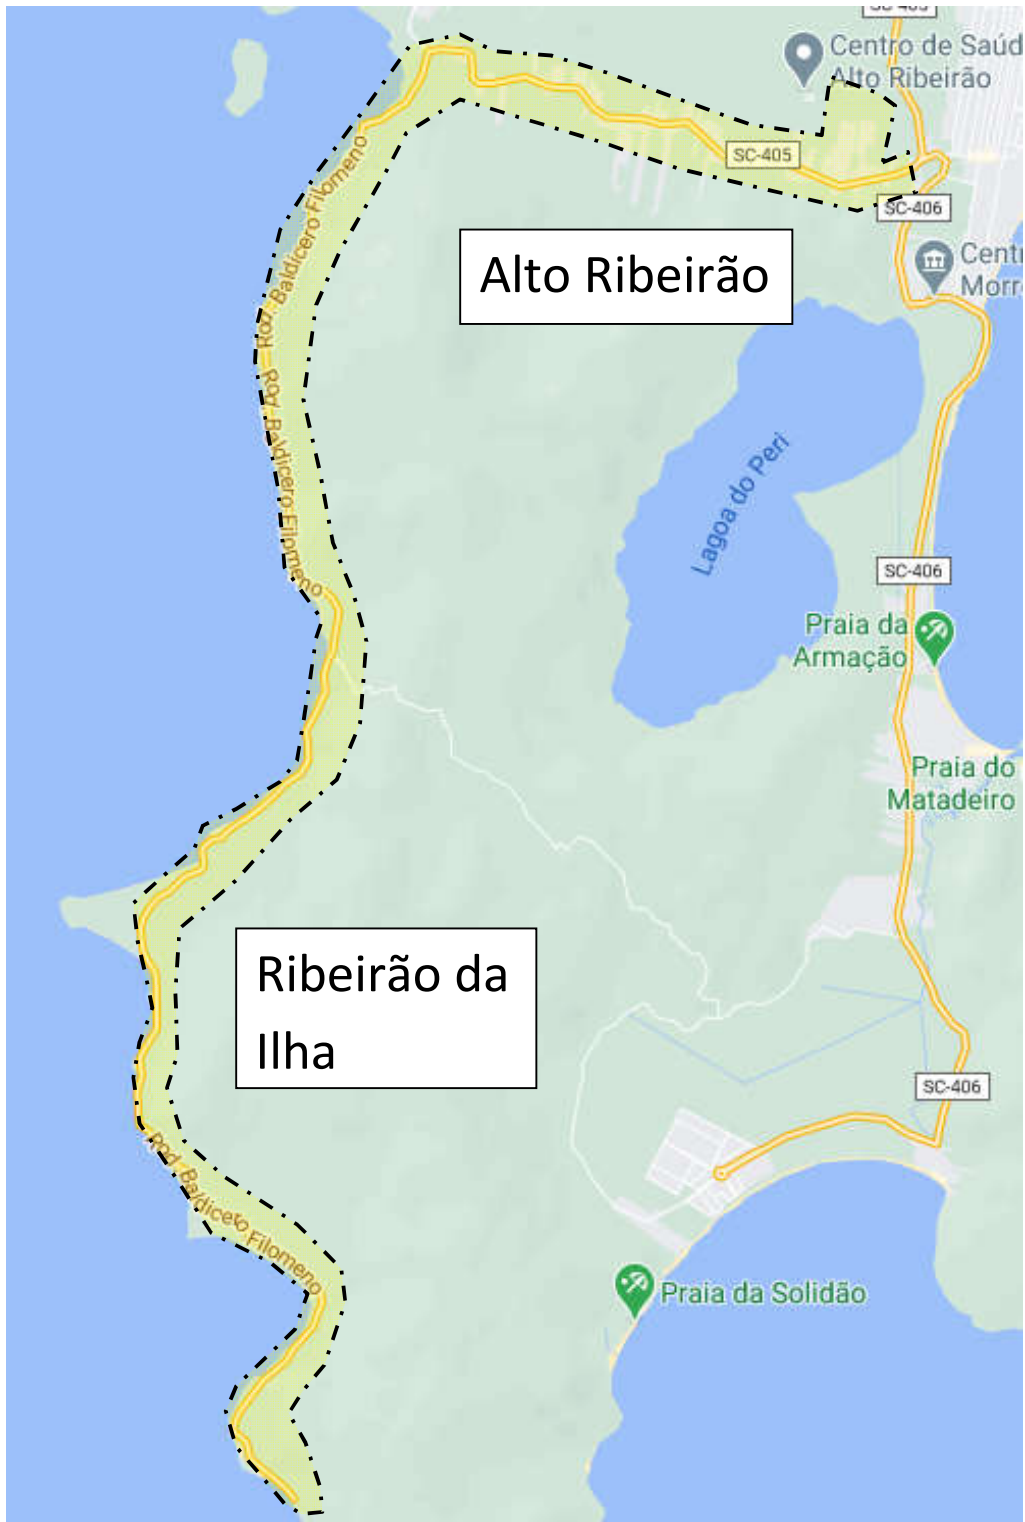 SC-405
Centro de Saúd
Alto Ribeirão
SC-405
SC-406
Centr
Morr
Alto Ribeirão
Rod. Baldicero Filomeno
Rod. Baldicero Filomeno
Lagoa do Peri
SC-406
Praia da
Armação
Praia do
Matadeiro
Ribeirão da
Ilha
SC-406
Rod. Baldicero Filomeno
Praia da Solidão